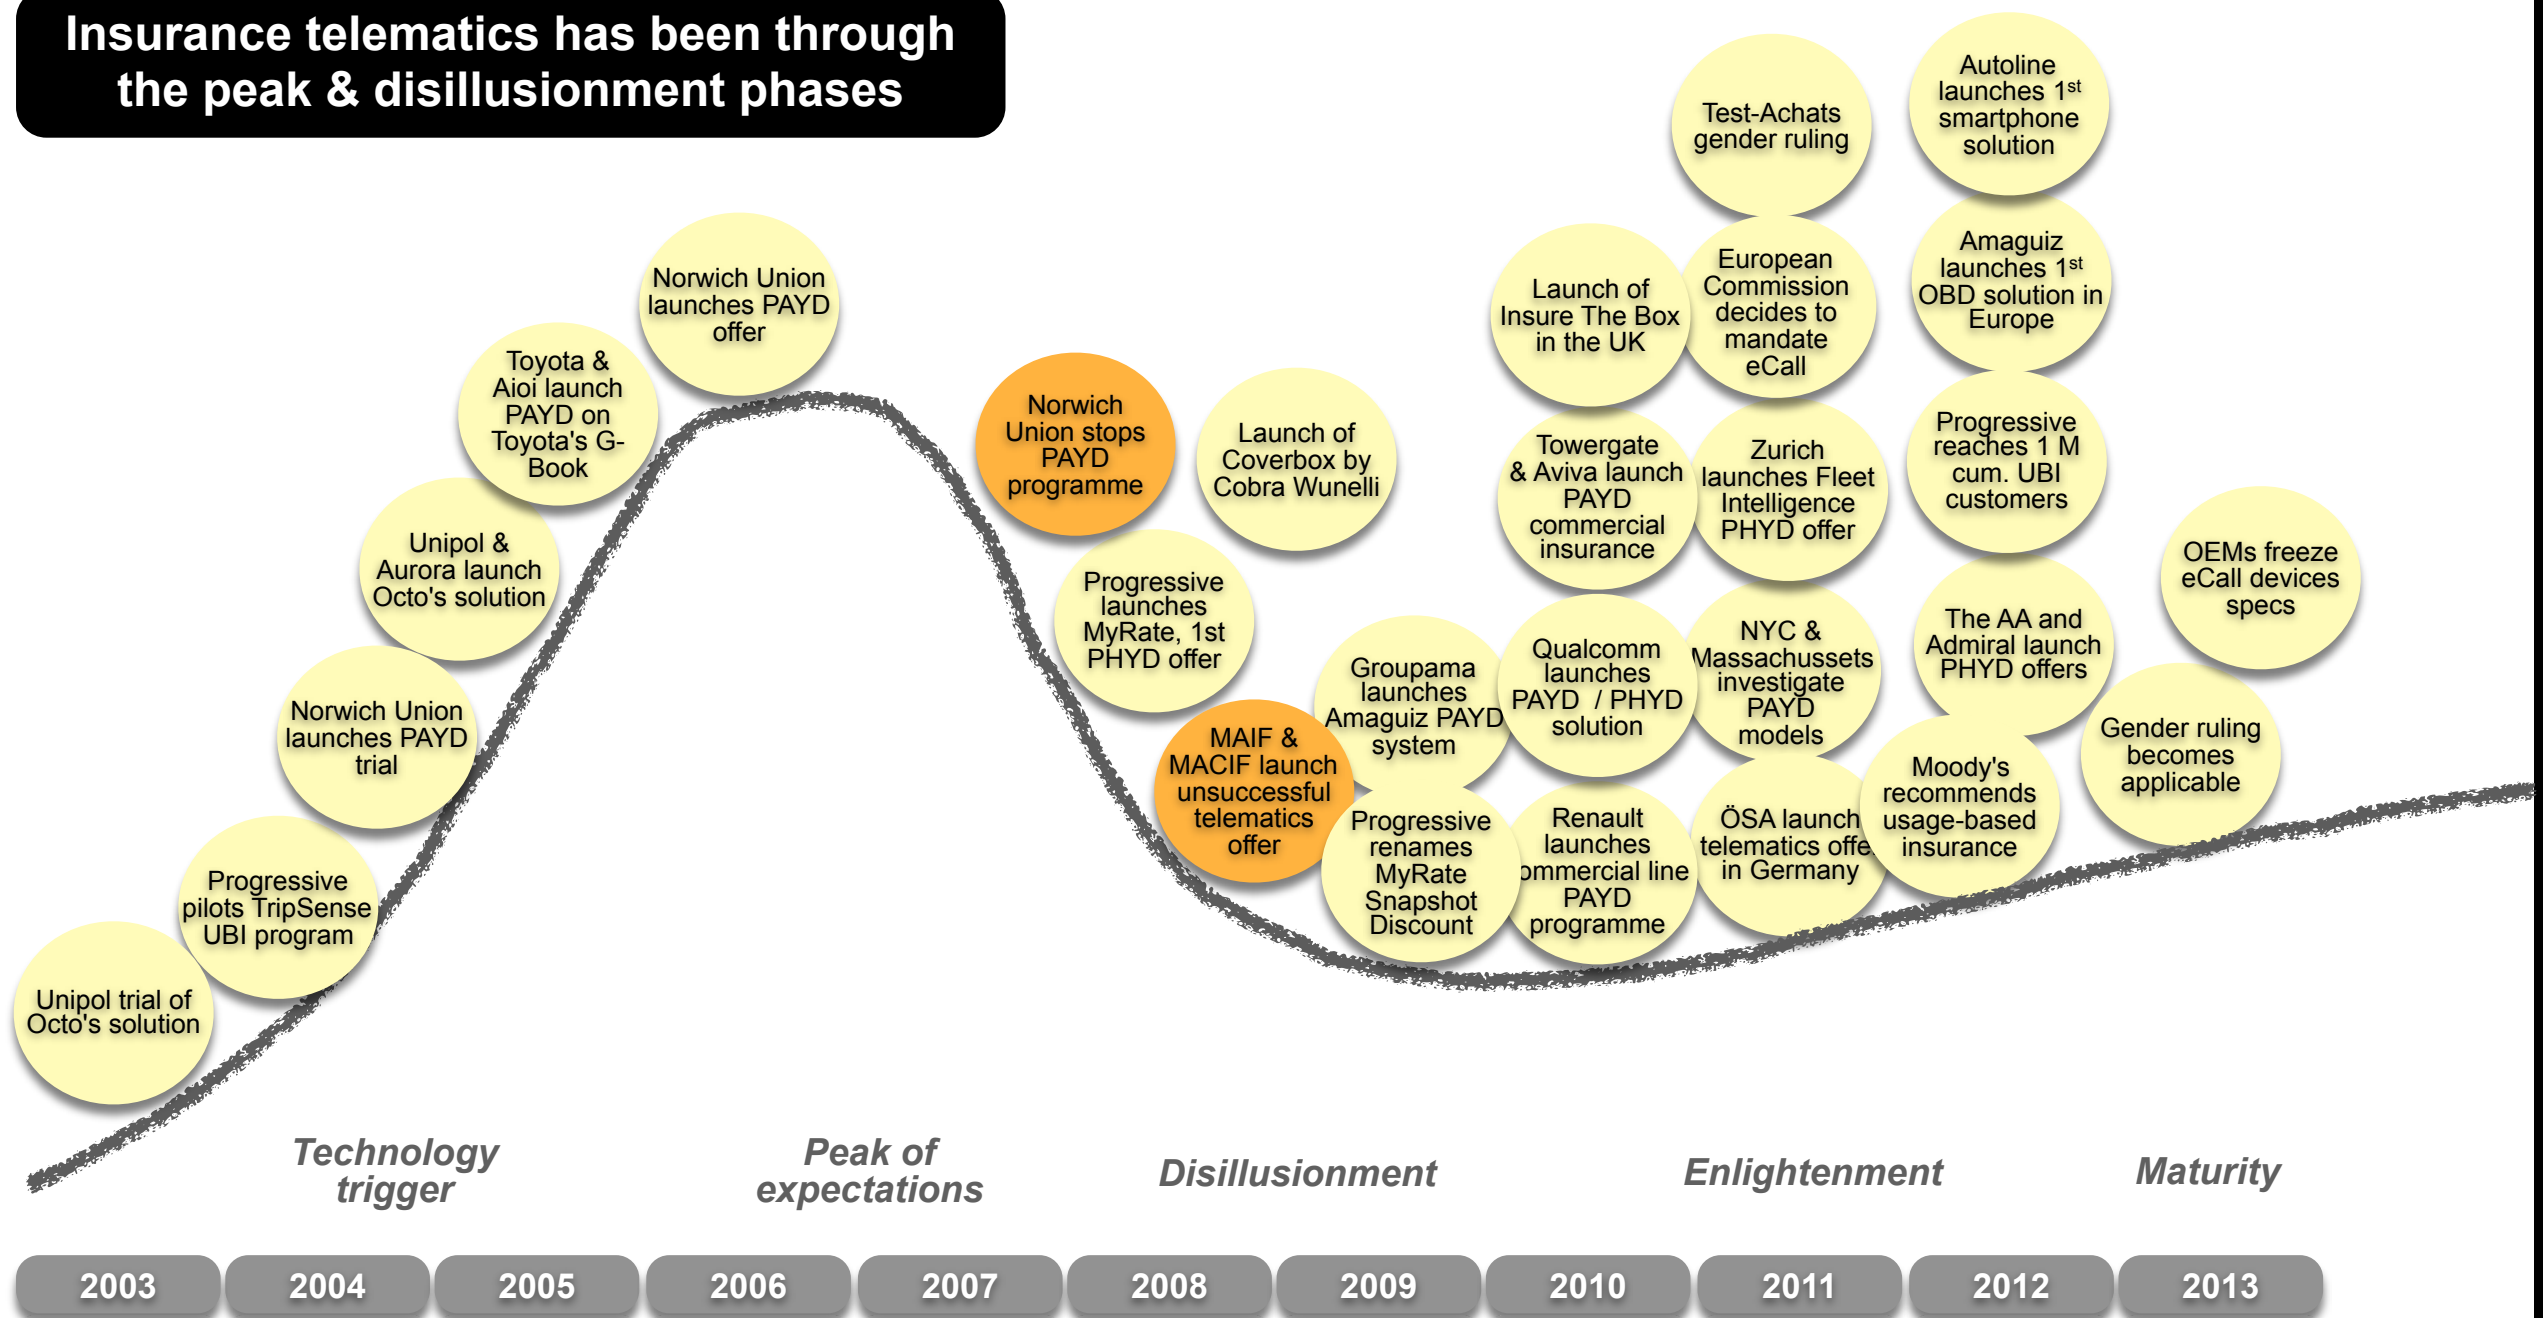 Insurance telematics has been through
the peak & disillusionment phases
Unipol trial of
Octo's solution
Progressive
pilots TripSense
UBI program
Norwich Union
launches PAYD
trial
Unipol &
Aurora launch
Octo's solution
Toyota &
Aioi launch
PAYD on
Toyota's G-
Book
Norwich Union
launches PAYD
offer
Norwich
Union stops
PAYD
programme
Progressive
launches
MyRate, 1st
PHYD offer
MAIF &
MACIF launch
unsuccessful
telematics
offer
Launch of
Coverbox by
Cobra Wunelli
Groupama
launches
Amaguiz PAYD
system
Progressive
renames
MyRate
Snapshot
Discount
Launch of
Insure The Box
in the UK
Towergate
& Aviva launch
PAYD
commercial
insurance
Qualcomm
launches
PAYD / PHYD
solution
Renault
launches
ommercial line
PAYD
programme
Test-Achats
gender ruling
European
Commission
decides to
mandate
eCall
Zurich
launches Fleet
Intelligence
PHYD offer
NYC &
Massachussets
investigate
PAYD
models
ÖSA launch
telematics offe
in Germany
Autoline
launches 1st
smartphone
solution
Amaguiz
launches 1st
OBD solution in
Europe
Progressive
reaches 1 M
cum. UBI
customers
The AA and
Admiral launch
PHYD offers
Moody's
recommends
usage-based
insurance
OEMs freeze
eCall devices
specs
Gender ruling
becomes
applicable
Technology
trigger
Peak of
expectations
Disillusionment
Enlightenment
Maturity
2003
2004
2005
2006
2007
2008
2009
2010
2011
2012
2013